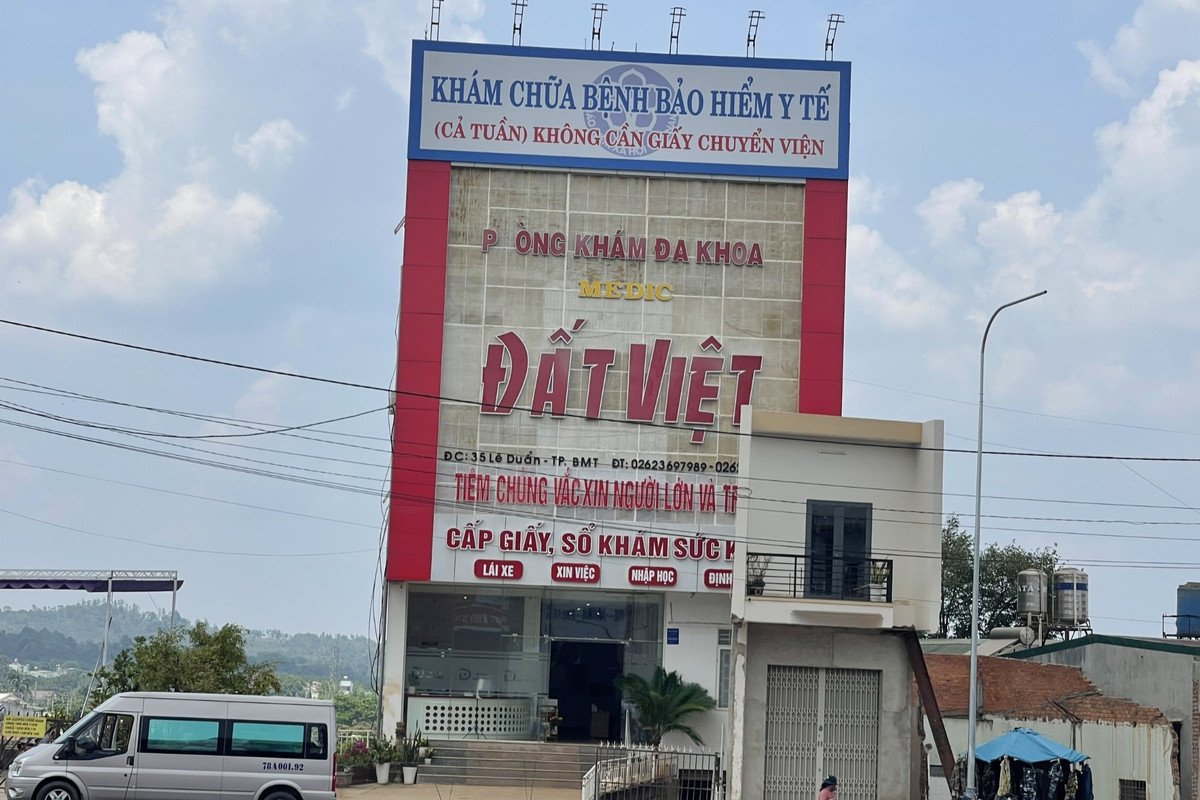 KHÁM CHỮA BỆNH BẢO HIỂM Y TẾ
(CẢ TUẦN) KHÔNG CẦN GIẤY CHUYỂN VIỆN
P ÒNG KHÁM ĐA KHOA
MEDIC
ĐẤT VIỆT
ĐC: 35 Lê Duẩn - TP. BMT ĐT: 02623697989 - 0262
TIÊM CHỦNG VẮC XIN NGƯỜI LỚN VÀ TR
CẤP GIẤY, SỔ KHÁM SỨC K
LÁI XE XIN VIỆC NHẬP HỌC ĐỊNH
78A 001.92